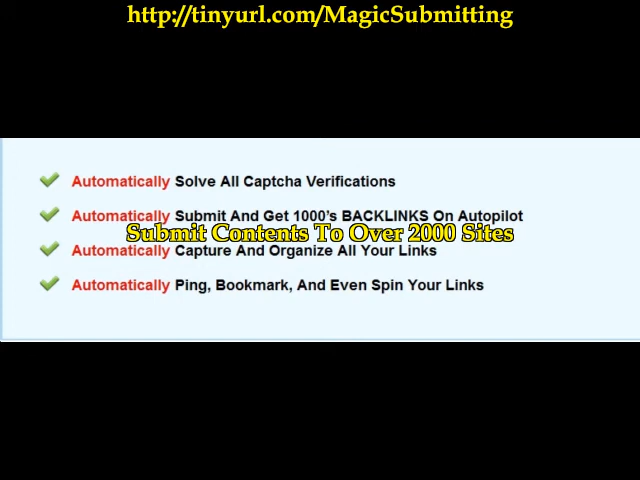 http://tinyurl.com/MagicSubmitting
Automatically Solve All Captcha Verifications
Automatically Submit And Get 1000's BACKLINKS On Autopilot
Submit Contents To Over 2000 Sites
Automatically Capture And Organize All Your Links
Automatically Ping, Bookmark, And Even Spin Your Links